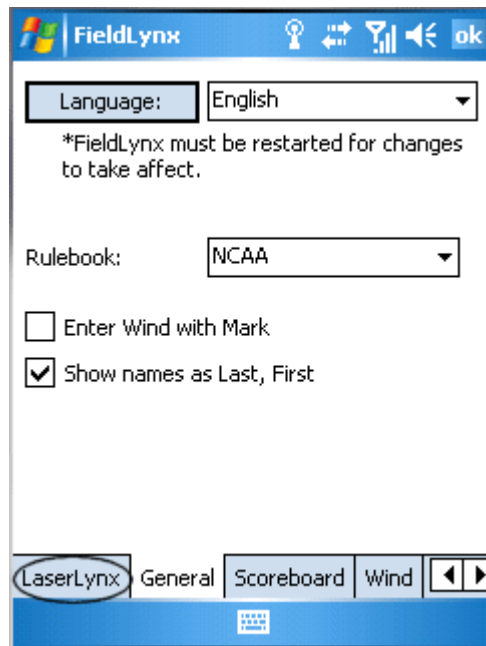 FieldLynx ok
Language: English
*FieldLynx must be restarted for changes
to take affect.
Rulebook: NCAA
Enter Wind with Mark
Show names as Last, First
LaserLynx General Scoreboard Wind